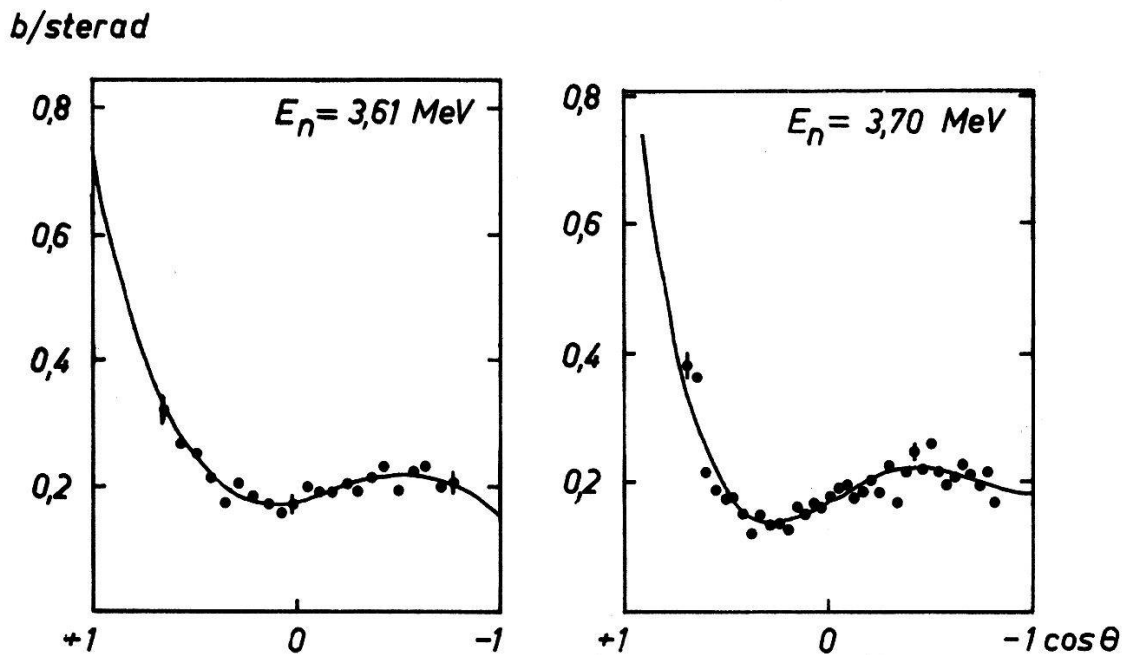 b/sterad
E_n = 3,61 MeV
0,8
0,6
0,4
0,2
+1 0 -1
E_n = 3,70 MeV
0,8
0,6
0,4
0,2
+1 0 -1 cos θ